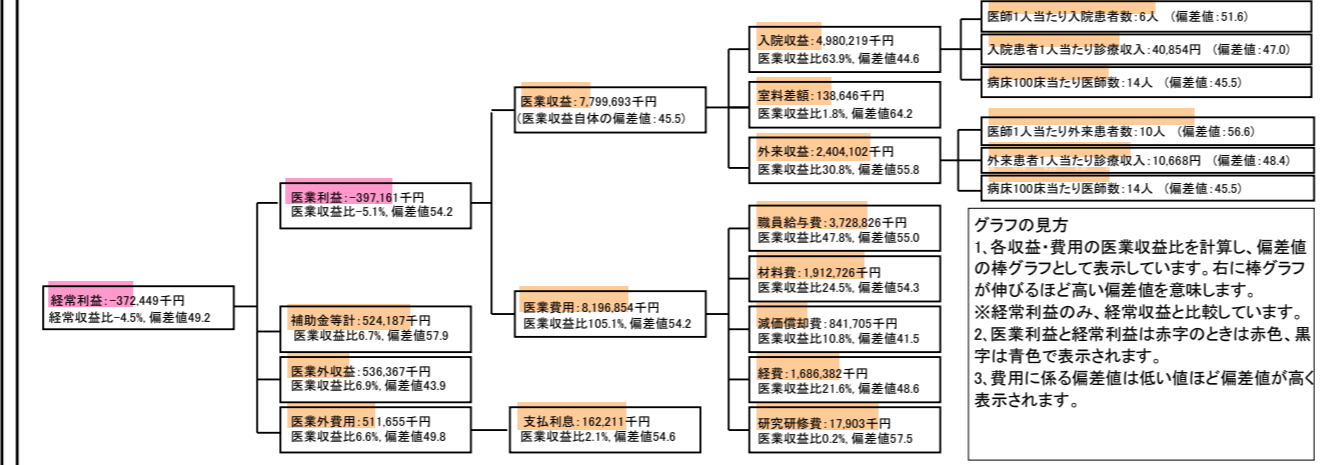 経常利益:-372,449千円
経常収比-4.5%, 偏差値49.2
医業利益:-397,161千円
医業収益比-5.1%, 偏差値54.2
補助金等計:524,187千円
医業収益比6.7%, 偏差値57.9
医業外収益:536,367千円
医業収益比6.9%, 偏差値43.9
医業外費用:511,655千円
医業収益比6.6%, 偏差値49.8
支払利息:162,211千円
医業収益比2.1%, 偏差値54.6
医業収益:7,799,693千円
(医業収益自体の偏差値:45.5)
医業費用:8,196,854千円
医業収益比105.1%, 偏差値54.2
入院収益:4,980,219千円
医業収益比63.9%, 偏差値44.6
室料差額:138,646千円
医業収益比1.8%, 偏差値64.2
外来収益:2,404,102千円
医業収益比30.8%, 偏差値55.8
職員給与費:3,728,826千円
医業収益比47.8%, 偏差値55.0
材料費:1,912,726千円
医業収益比24.5%, 偏差値54.3
減価償却費:841,705千円
医業収益比10.8%, 偏差値41.5
経費:1,686,382千円
医業収益比21.6%, 偏差値48.6
研究研修費:17,903千円
医業収益比0.2%, 偏差値57.5
医師1人当たり入院患者数:6人 (偏差値:51.6)
入院患者1人当たり診療収入:40,854円 (偏差値:47.0)
病床100床当たり医師数:14人 (偏差値:45.5)
医師1人当たり外来患者数:10人 (偏差値:56.6)
外来患者1人当たり診療収入:10,668円 (偏差値:48.4)
病床100床当たり医師数:14人 (偏差値:45.5)
グラフの見方
1、各収益・費用の医業収益比を計算し、偏差値
の棒グラフとして表示しています。右に棒グラフ
が伸びるほど高い偏差値を意味します。
※経常利益のみ、経常収益と比較しています。
2、医業利益と経常利益は赤字のときは赤色、黒
字は青色で表示されます。
3、費用に係る偏差値は低い値ほど偏差値が高く
表示されます。